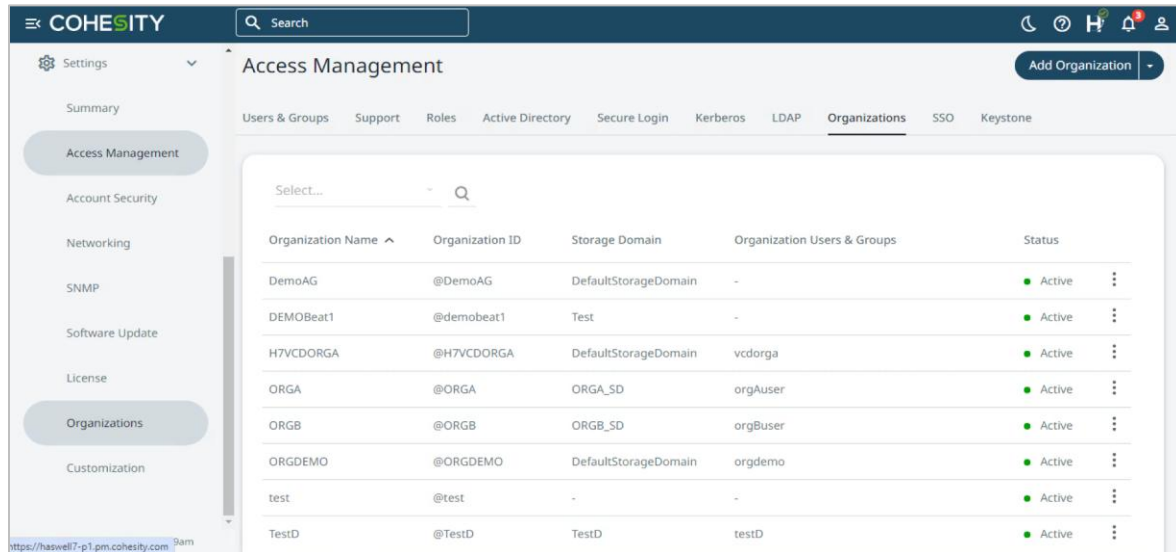 COHESITY
Search
3
Settings
Summary
Access Management
Account Security
Networking
SNMP
Software Update
License
Organizations
Customization
https://haswell7-p1.pm.cohesity.com
9am
Access Management
Add Organization
Users & Groups Support Roles Active Directory Secure Login Kerberos LDAP Organizations SSO Keystone
Select...
Organization Name Organization ID Storage Domain Organization Users & Groups Status
DemoAG @DemoAG DefaultStorageDomain - Active
DEMOBeat1 @demobeat1 Test - Active
H7VCDORGA @H7VCDORGA DefaultStorageDomain vcdorga Active
ORGA @ORGA ORGA_SD orgAuser Active
ORGB @ORGB ORGB_SD orgBuser Active
ORGDEMO @ORGDEMO DefaultStorageDomain orgdemo Active
test @test - - Active
TestD @TestD TestD testD Active